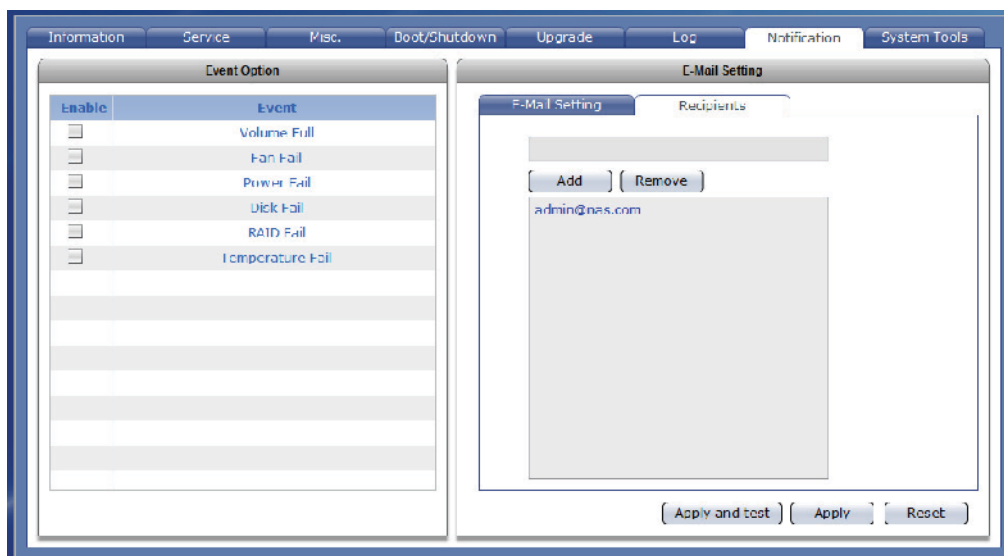 Information Service Misc. Boot/Shutdown Upgrade Log Notification System Tools
Event Option
Enable Event
Volume Full
Fan Fail
Power Fail
Disk Fail
RAID Fail
Temperature Fail
E-Mail Setting
E-Mail Setting Recipients
Add Remove
admin@nas.com
Apply and test Apply Reset